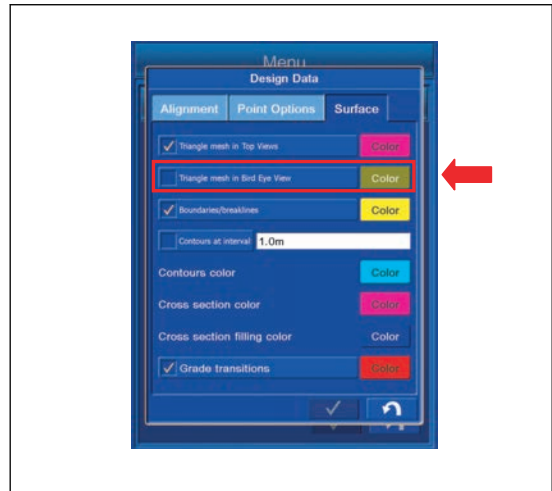 Menu
Design Data
Alignment Point Options Surface
Triangle mesh in Top Views Color
Triangle mesh in Bird Eye View Color
Boundaries/breaklines Color
Contours at interval 1.0m
Contours color Color
Cross section color Color
Cross section filling color Color
Grade transitions Color